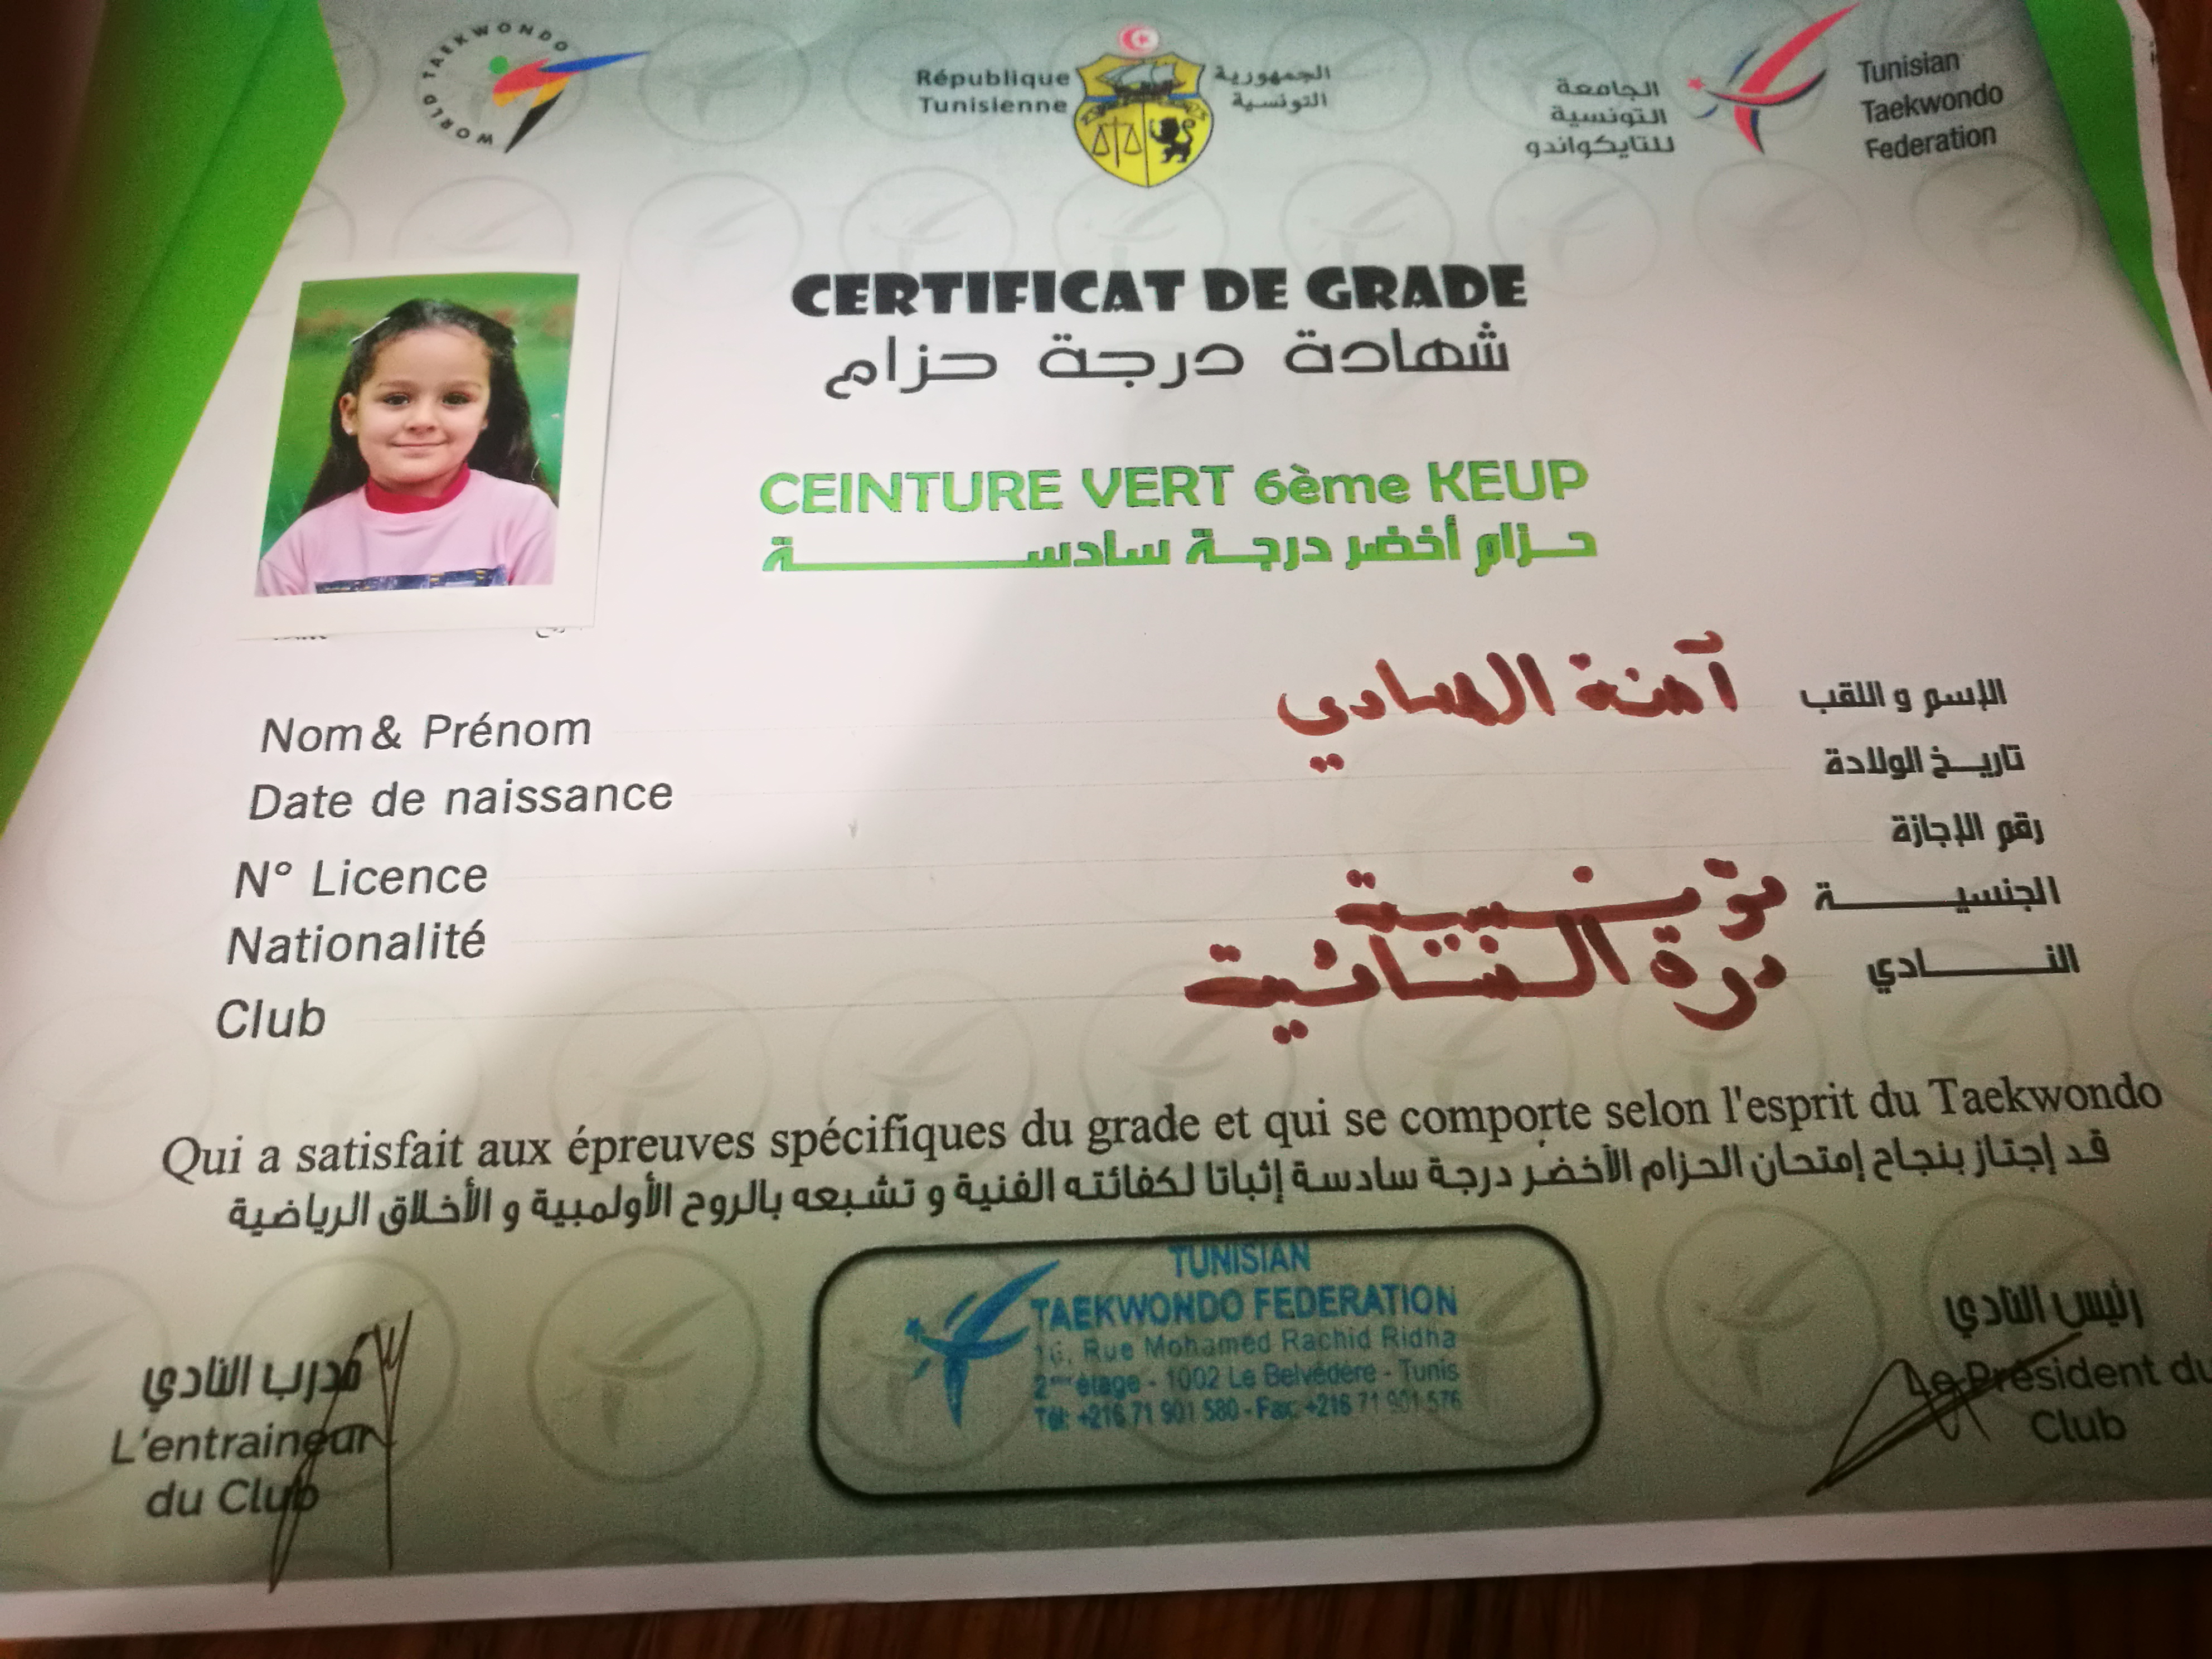 WORLD TAEKWONDO
République
Tunisienne
الجمهورية
التونسية
الجامعة
التونسية
للتايكواندو
Tunisian
Taekwondo
Federation
CERTIFICAT DE GRADE
شهادة درجة حزام
CEINTURE VERT 6ème KEUP
حزام أخضر درجة سادسة
Nom & Prénom آمنة الهمادي الإسم و اللقب
Date de naissance تاريخ الولادة
N° Licence رقم الإجازة
Nationalité تونسية الجنسية
Club درة الستائية النادي
Qui a satisfait aux épreuves spécifiques du grade et qui se comporte selon l'esprit du Taekwondo
قد إجتاز بنجاح إمتحان الحزام الأخضر درجة سادسة إثباتا لكفائته الفنية و تشبعه بالروح الأولمبية و الأخلاق الرياضية
مدرب النادي
L'entraineur
du Club
TUNISIAN
TAEKWONDO FEDERATION
16, Rue Mohamed Rachid Ridha
2ème étage - 1002 Le Belvédère - Tunis
Tél: +216 71 901 580 - Fax: +216 71 901 576
رئيس النادي
Le Président du
Club